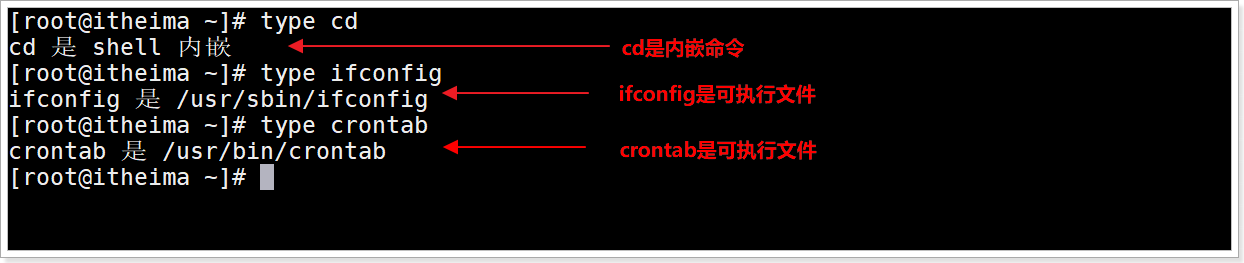 [root@itheima ~]# type cd
cd 是 shell 内嵌
cd是内嵌命令
[root@itheima ~]# type ifconfig
ifconfig 是 /usr/sbin/ifconfig
ifconfig是可执行文件
[root@itheima ~]# type crontab
crontab 是 /usr/bin/crontab
crontab是可执行文件
[root@itheima ~]#